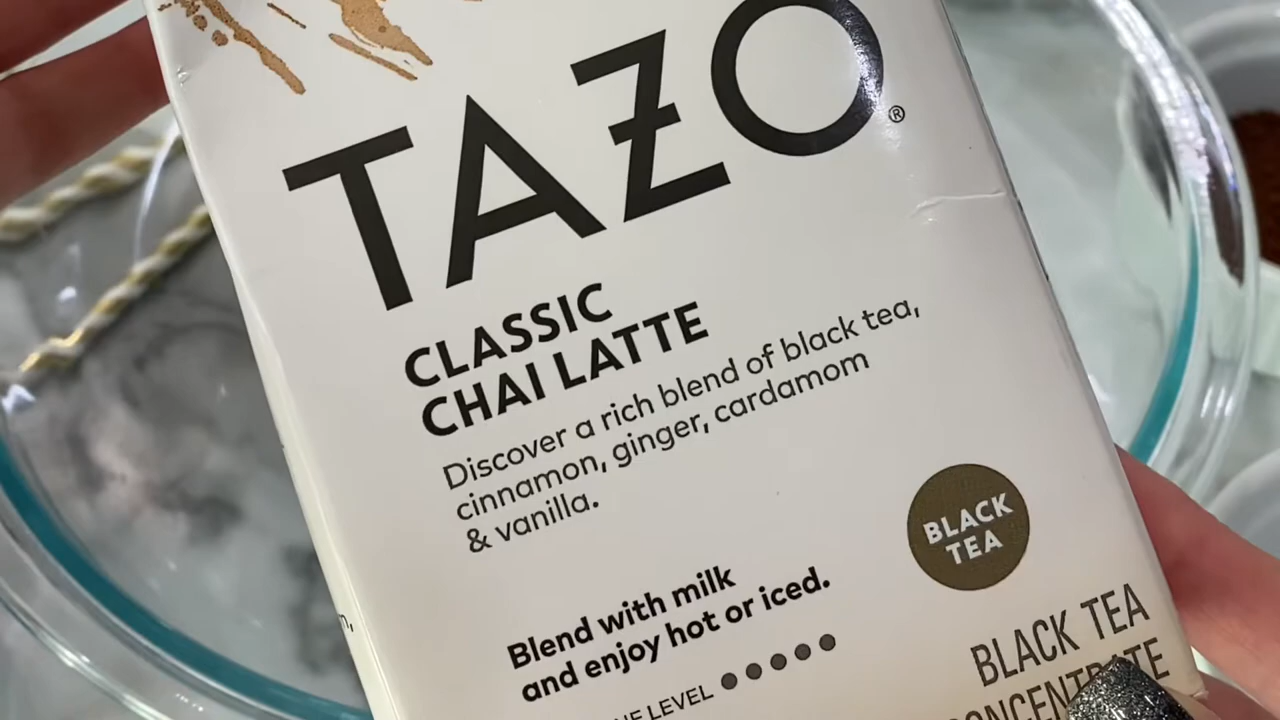 TAZO®
CLASSIC
CHAI LATTE
Discover a rich blend of black tea,
cinnamon, ginger, cardamom
& vanilla.
BLACK
TEA
Blend with milk
and enjoy hot or iced.
LEVEL
BLACK TEA